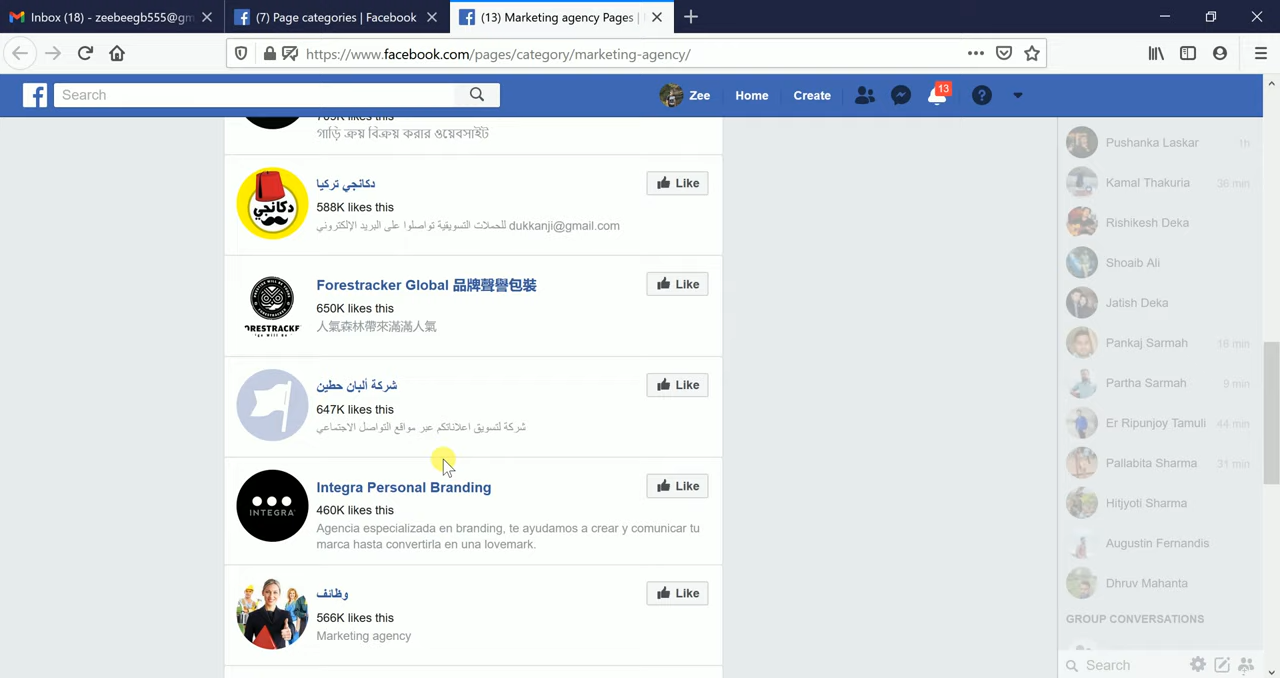 Inbox (18) - zeebeegb555@gm
(7) Page categories | Facebook
(13) Marketing agency Pages |
https://www.facebook.com/pages/category/marketing-agency/
Search
Zee
Home
Create
13
769K likes this
গাড়ি ক্রয় বিক্রয় করার ওয়েবসাইট
دكانجي تركيا
588K likes this
للحملات التسويقية تواصلوا على البريد الإلكتروني dukkanji@gmail.com
Like
دكانجي
Forestracker Global 品牌聲譽包裝
650K likes this
人氣森林帶來滿滿人氣
Like
شركة ألبان حطين
647K likes this
شركة لتسويق اعلاناتكم عبر مواقع التواصل الاجتماعي
Like
Integra Personal Branding
460K likes this
Agencia especializada en branding, te ayudamos a crear y comunicar tu
marca hasta convertirla en una lovemark.
Like
INTEGRA
وظائف
566K likes this
Marketing agency
Like
Pushanka Laskar 1h
Kamal Thakuria 36 min
Rishikesh Deka
Shoaib Ali
Jatish Deka
Pankaj Sarmah 16 min
Partha Sarmah 9 min
Er Ripunjoy Tamuli 44 min
Pallabita Sharma 31 min
Hitjyoti Sharma
Augustin Fernandis
Dhruv Mahanta
GROUP CONVERSATIONS
Search